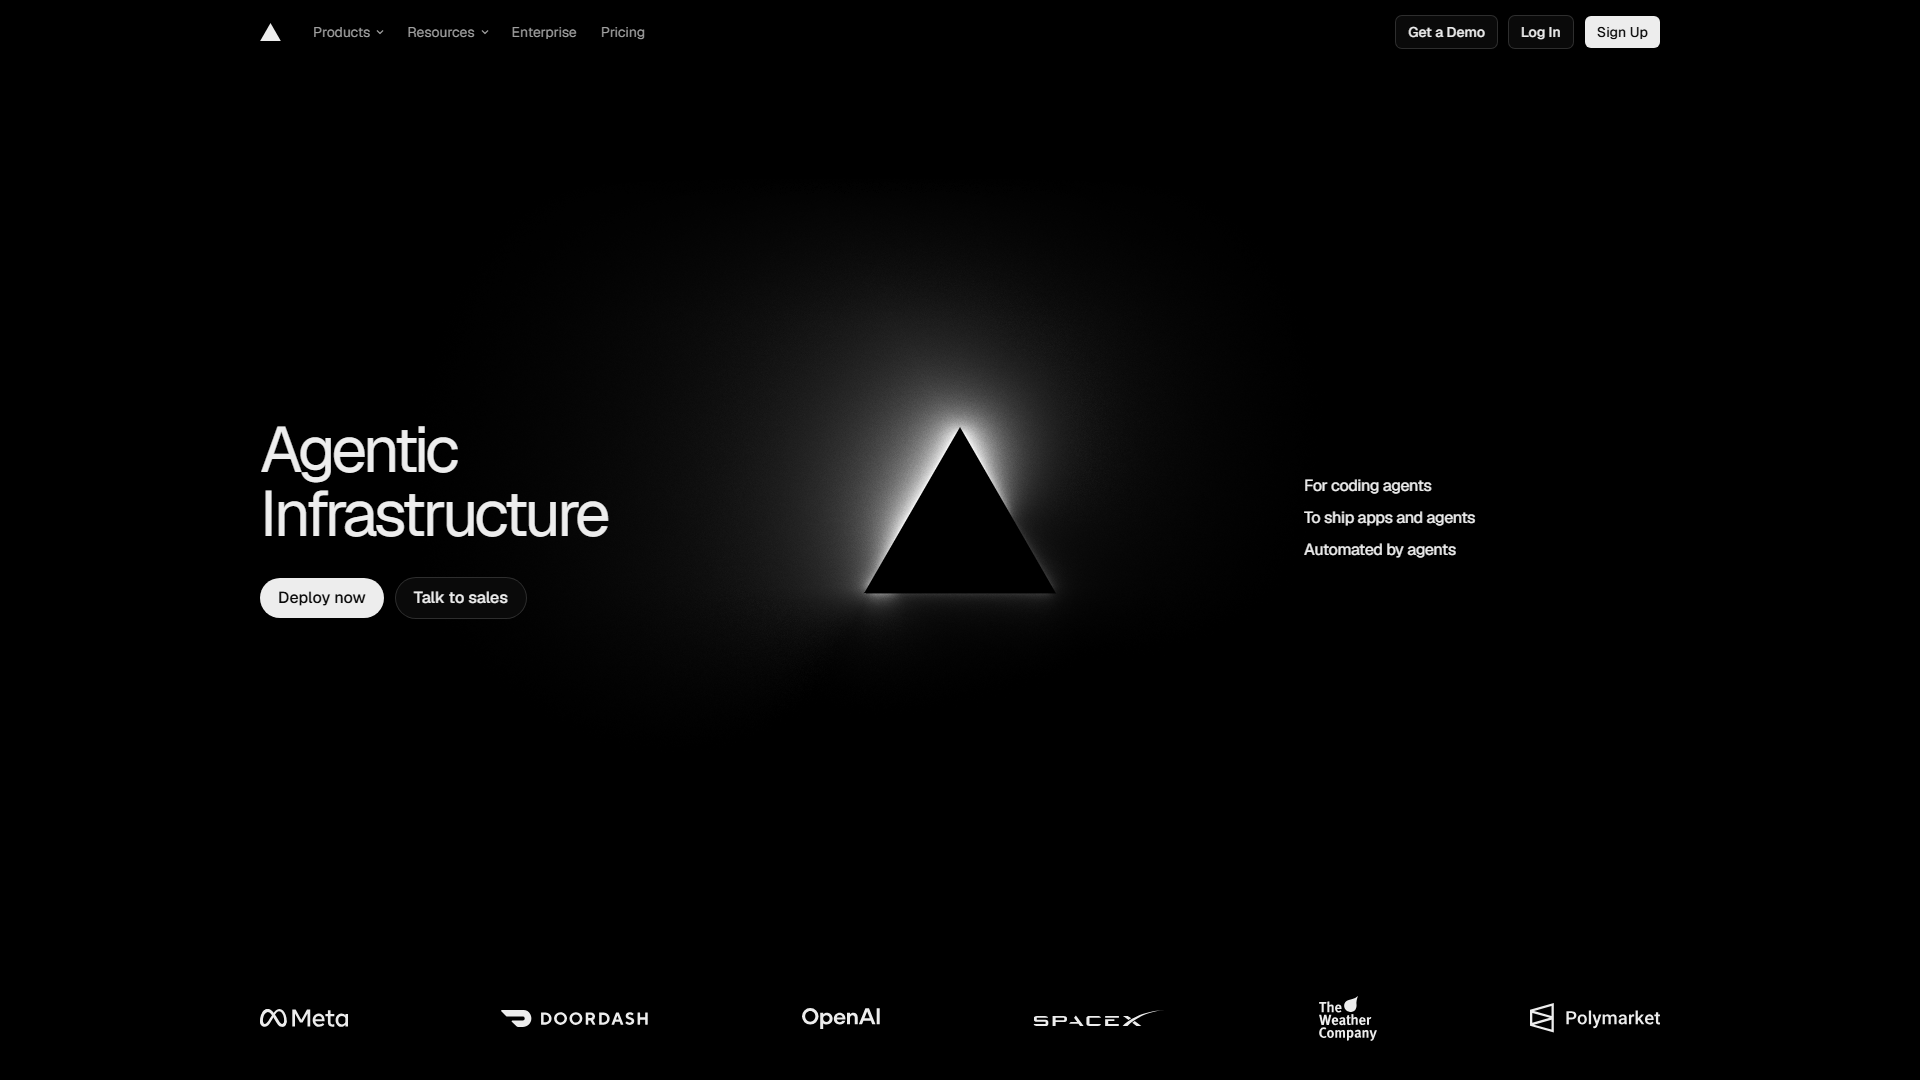 Products
Resources
Enterprise
Pricing
Get a Demo
Log In
Sign Up
Agentic
Infrastructure
Deploy now
Talk to sales
For coding agents
To ship apps and agents
Automated by agents
Meta
DOORDASH
OpenAI
SPACEX
The
Weather
Company
Polymarket